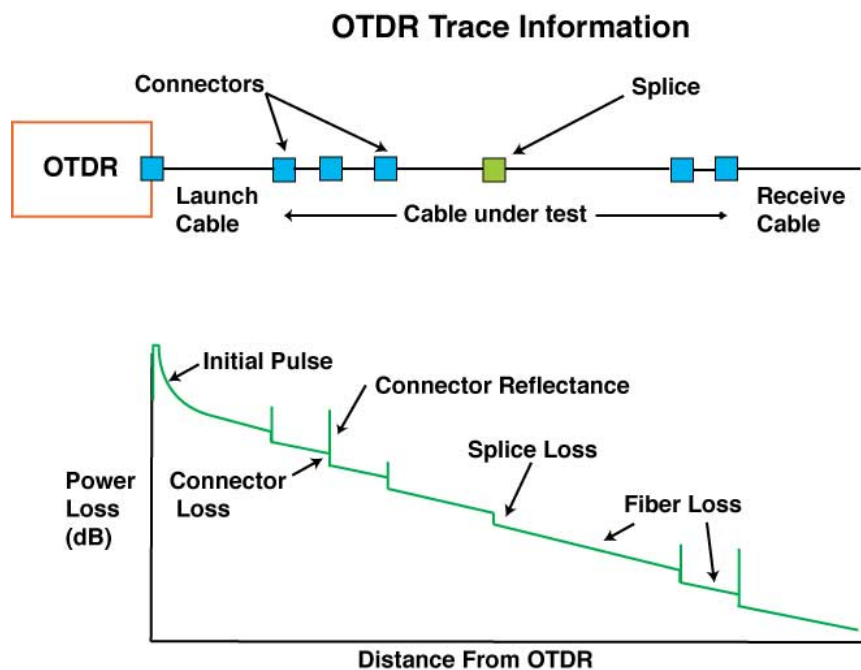 OTDR Trace Information
Connectors
Splice
OTDR
Launch
Cable
Cable under test
Receive
Cable
Initial Pulse
Connector Reflectance
Splice Loss
Connector
Loss
Power
Loss
(dB)
Fiber Loss
Distance From OTDR